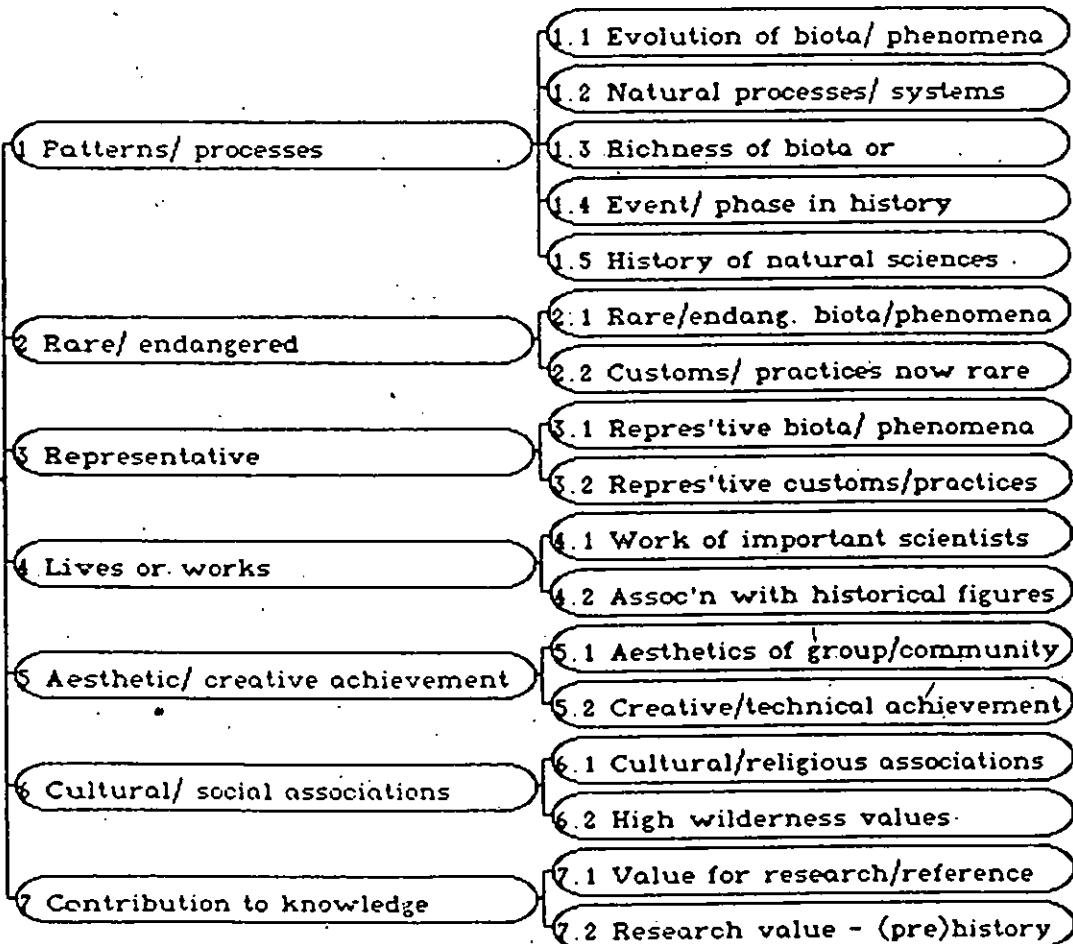 1 Patterns/ processes
1.1 Evolution of biota/ phenomena
1.2 Natural processes/ systems
1.3 Richness of biota or
1.4 Event/ phase in history
1.5 History of natural sciences
2 Rare/ endangered
2.1 Rare/endang. biota/phenomena
2.2 Customs/ practices now rare
3 Representative
3.1 Repres'tive biota/ phenomena
3.2 Repres'tive customs/practices
4 Lives or works
4.1 Work of important scientists
4.2 Assoc'n with historical figures
5 Aesthetic/ creative achievement
5.1 Aesthetics of group/community
5.2 Creative/technical achievement
6 Cultural/ social associations
6.1 Cultural/religious associations
6.2 High wilderness values
7 Contribution to knowledge
7.1 Value for research/reference
7.2 Research value - (pre)history